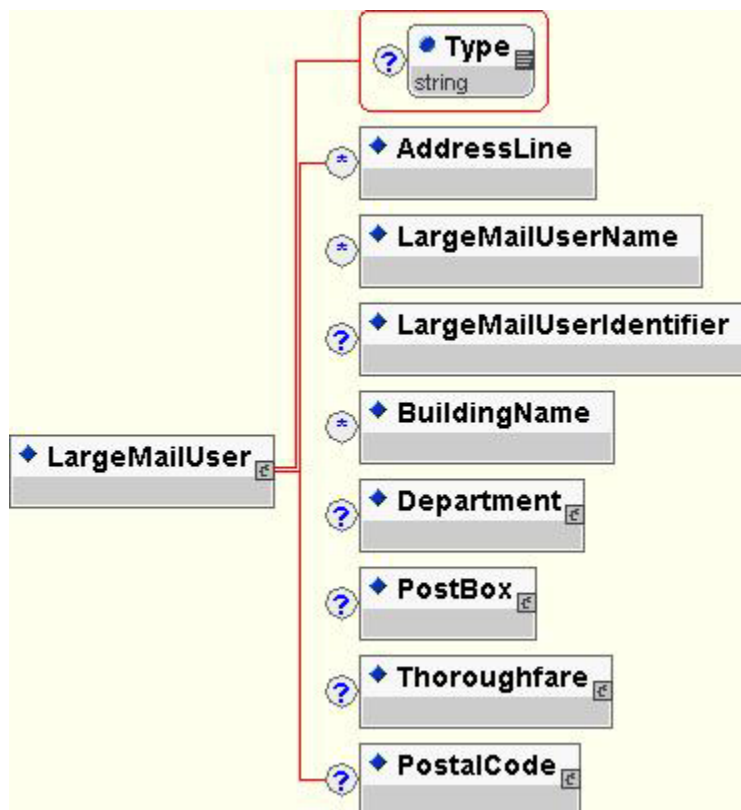 ? Type
string
* AddressLine
* LargeMailUserName
? LargeMailUserIdentifier
* BuildingName
LargeMailUser
? Department
? PostBox
? Thoroughfare
? PostalCode